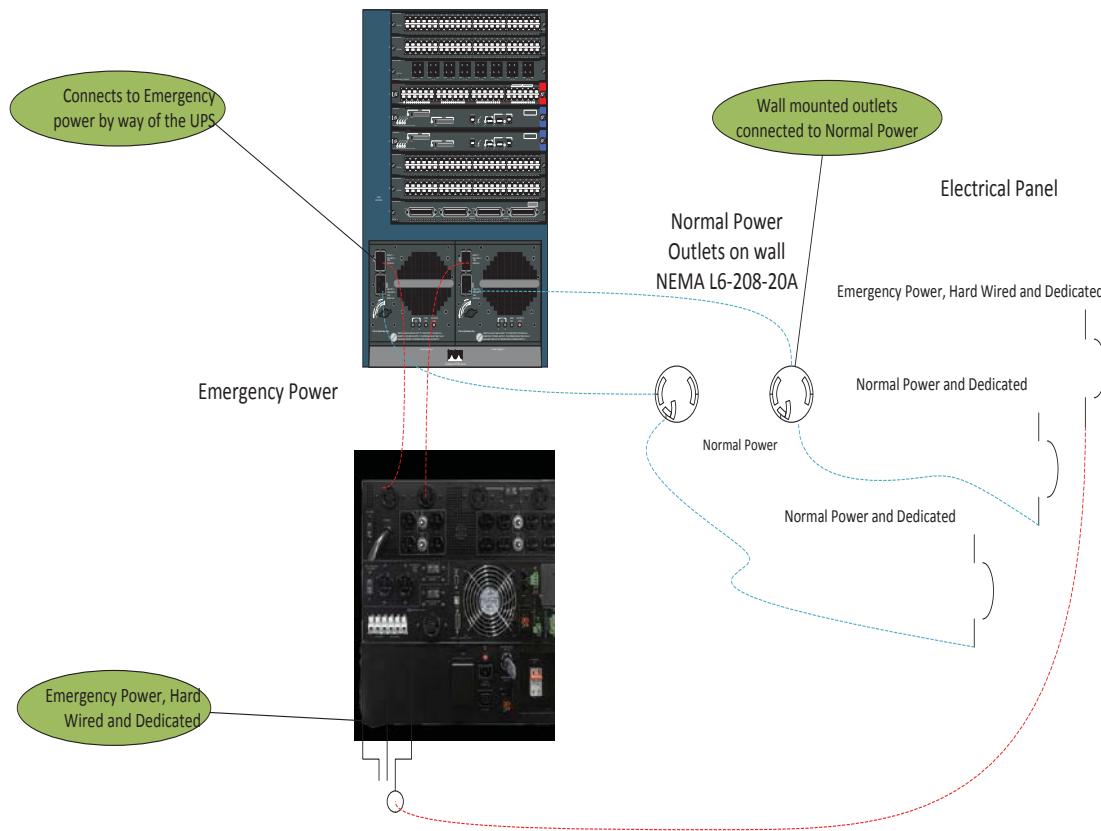 Connects to Emergency
power by way of the UPS
Wall mounted outlets
connected to Normal Power
Electrical Panel
Normal Power
Outlets on wall
NEMA L6-208-20A
Emergency Power, Hard Wired and Dedicated
Emergency Power
Normal Power and Dedicated
Normal Power
Normal Power and Dedicated
Emergency Power, Hard
Wired and Dedicated